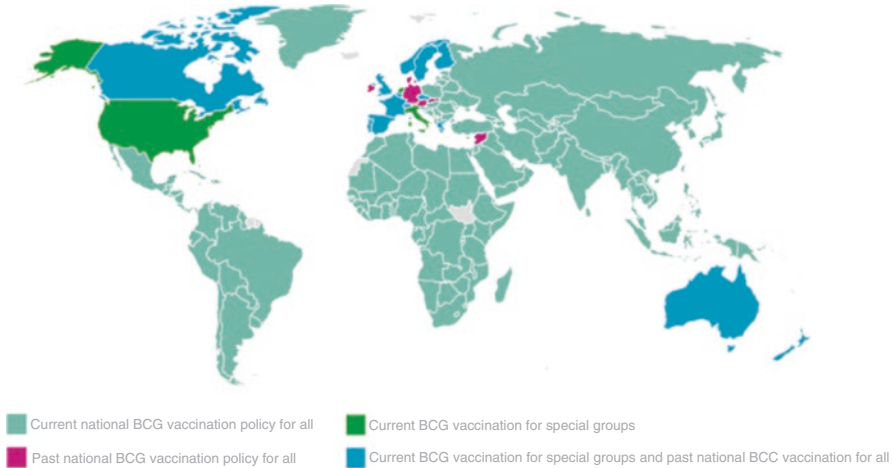 Current national BCG vaccination policy for all
Current BCG vaccination for special groups
Past national BCG vaccination policy for all
Current BCG vaccination for special groups and past national BCC vaccination for all